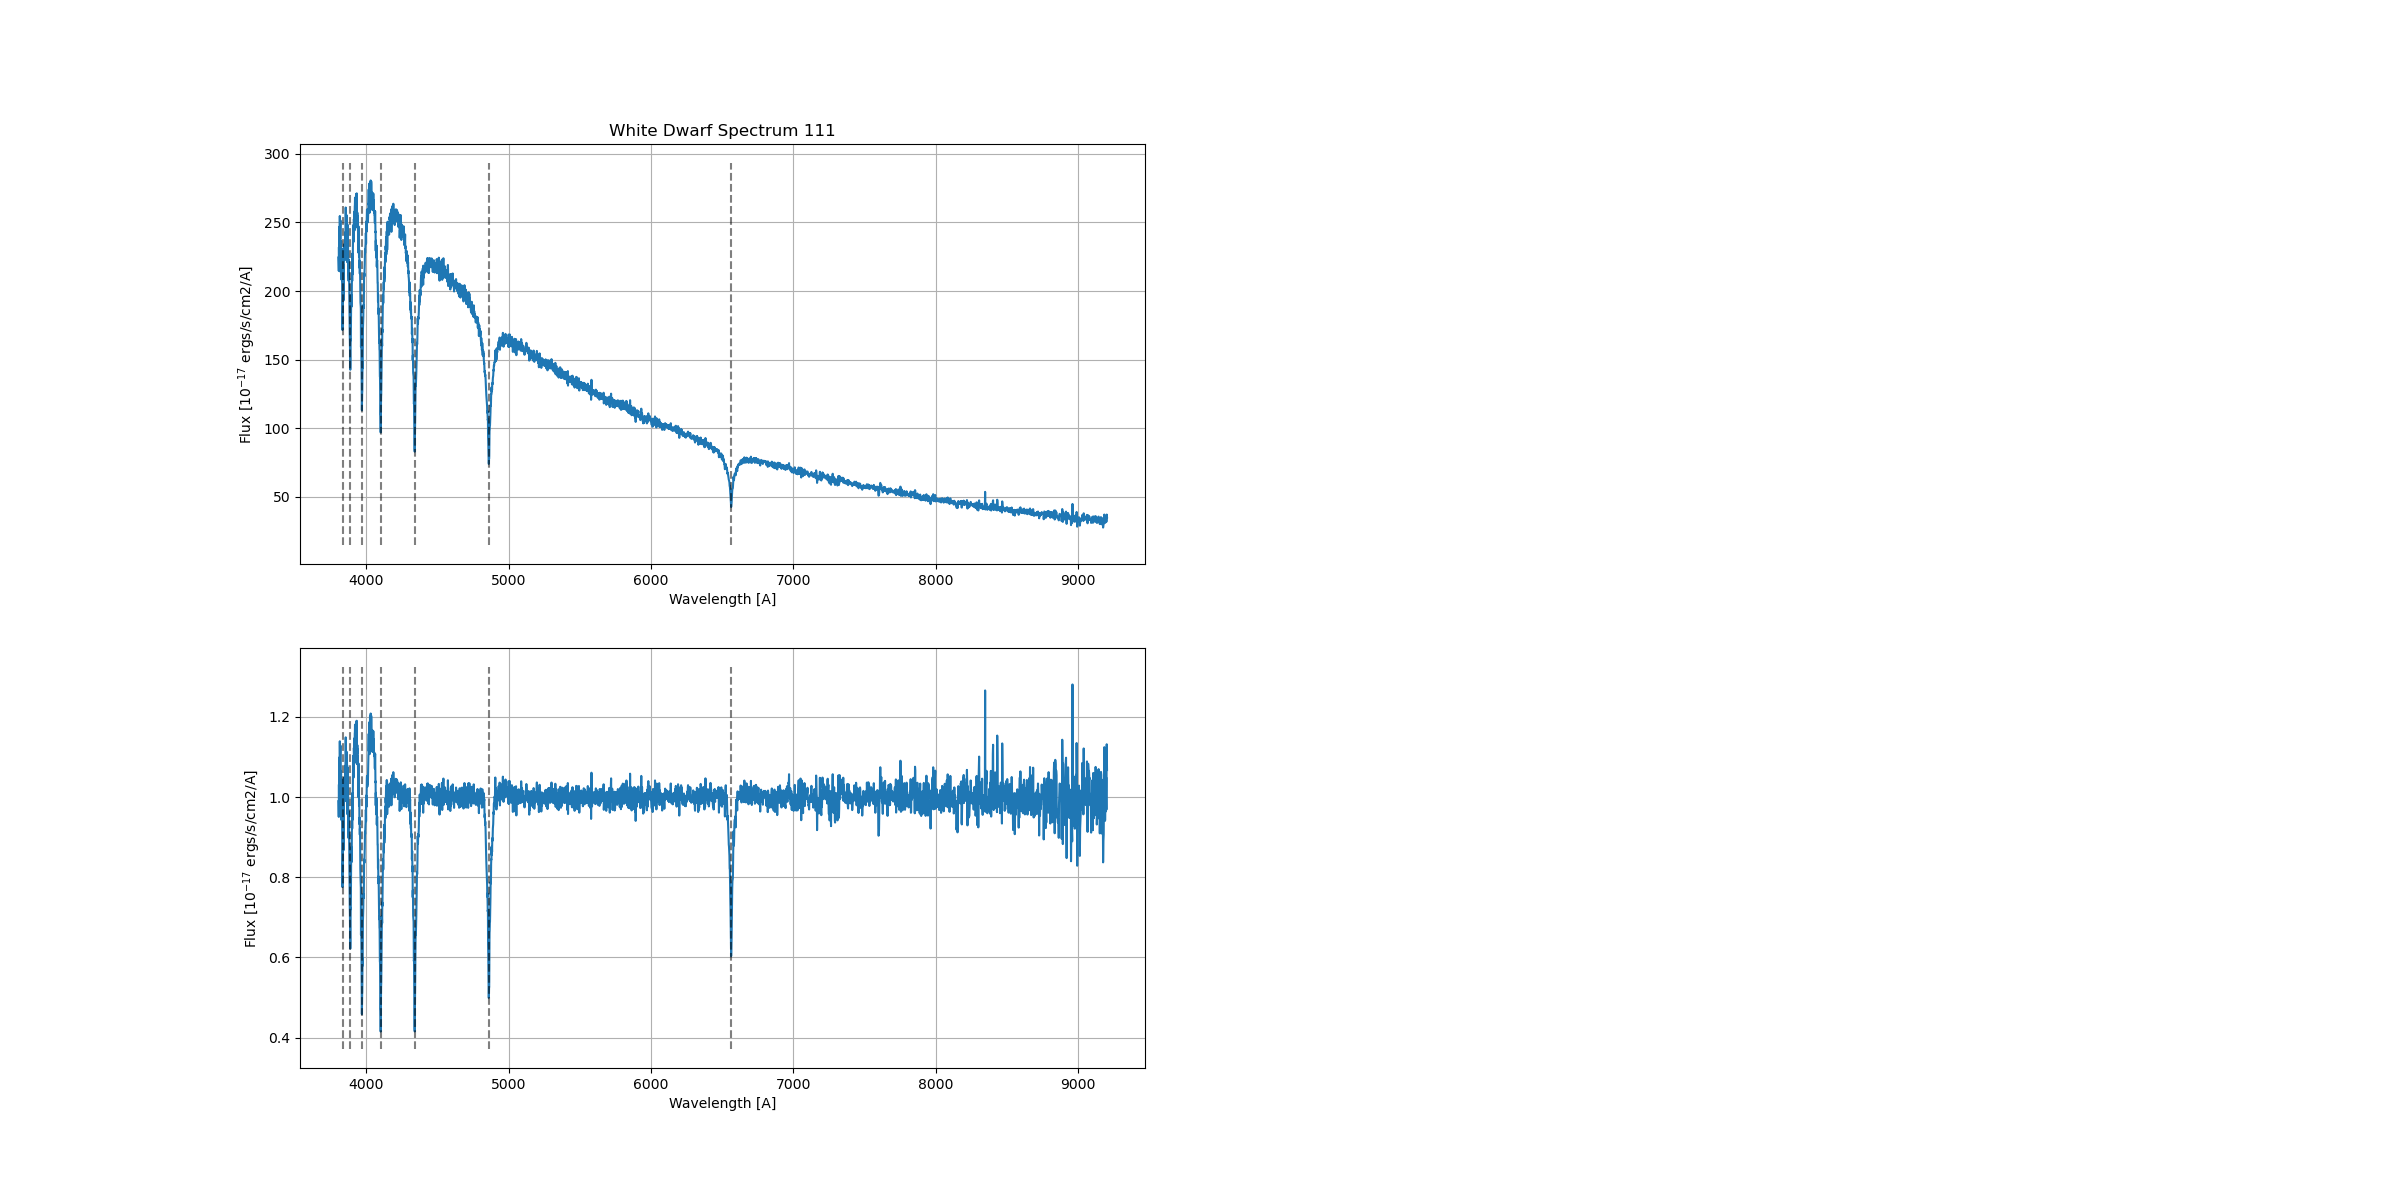 White Dwarf Spectrum 111
300
250
200
150
100
50
Flux [10⁻¹⁷ ergs/s/cm2/A]
4000 5000 6000 7000 8000 9000
Wavelength [A]
1.2
1.0
0.8
0.6
0.4
Flux [10⁻¹⁷ ergs/s/cm2/A]
4000 5000 6000 7000 8000 9000
Wavelength [A]